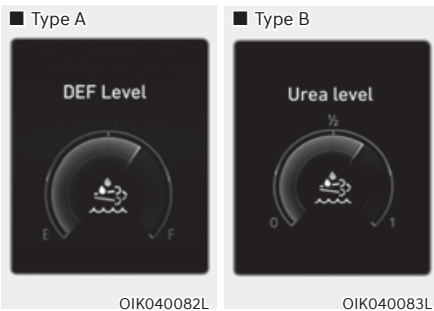 ■ Type A
DEF Level
E
F
OIK040082L
■ Type B
Urea level
½
0
1
OIK040083L